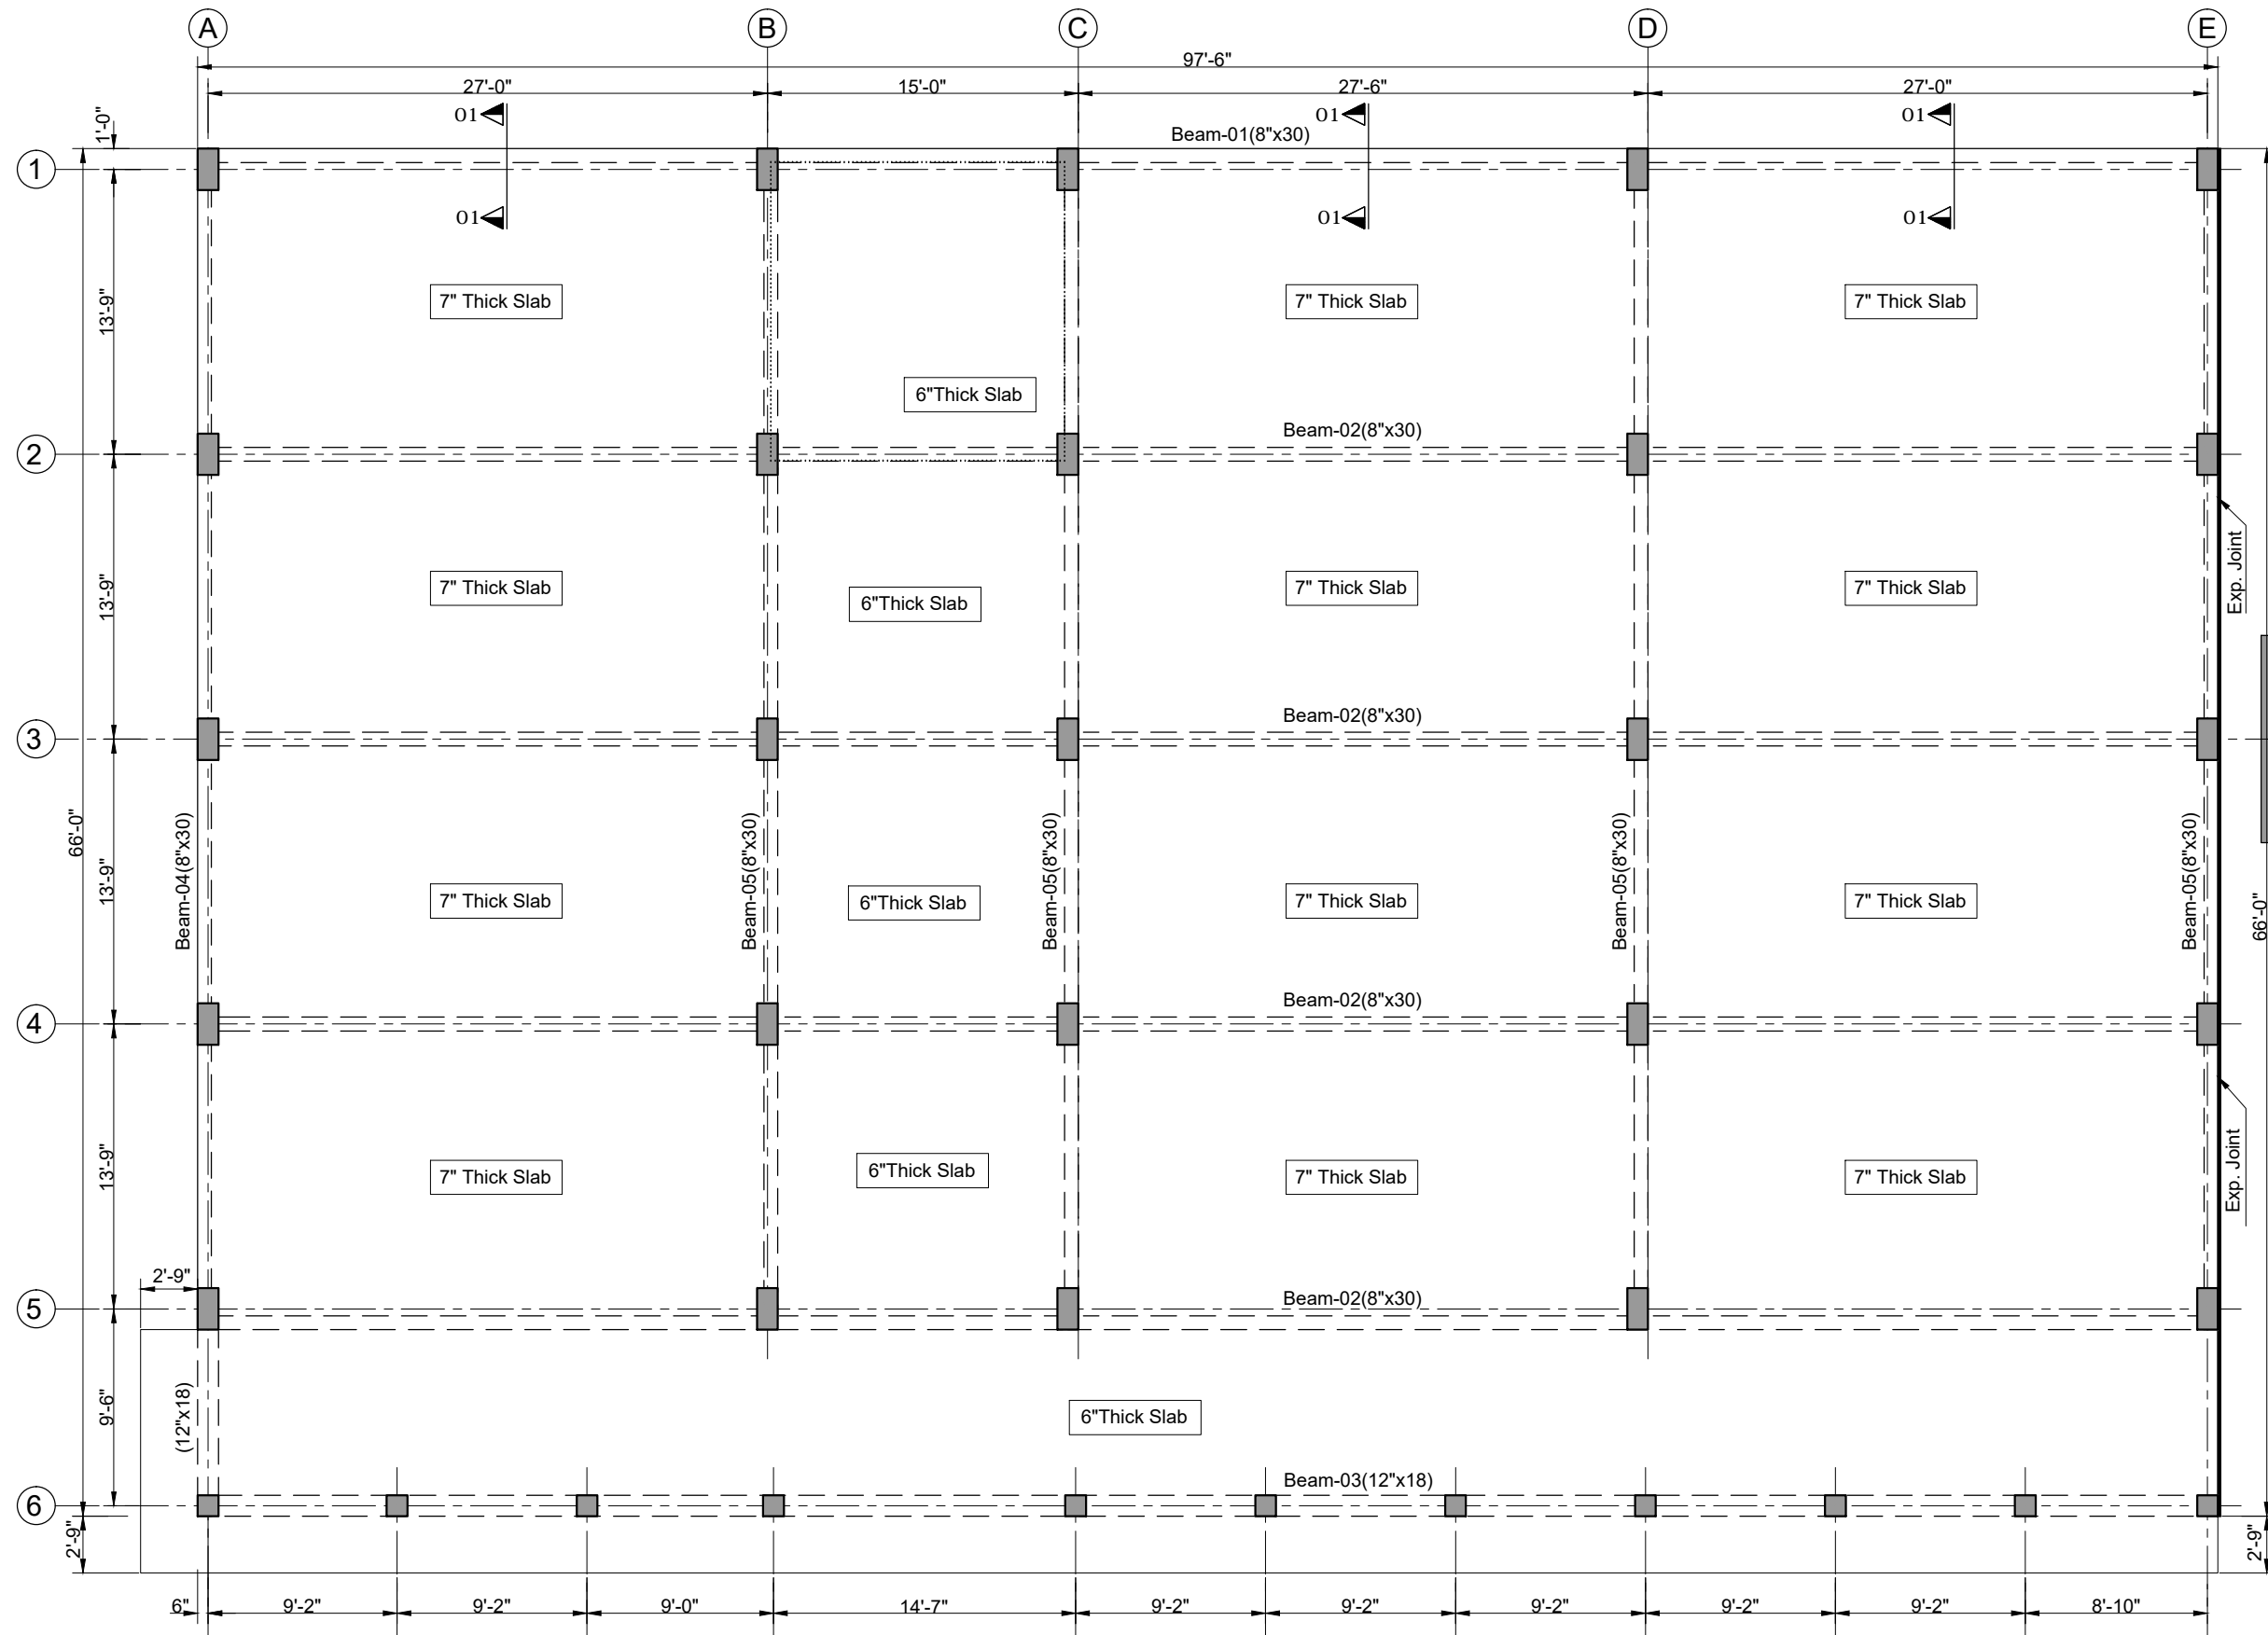 A B C D E
97'-6"
27'-0" 15'-0" 27'-6" 27'-0"
1'-0"
01 01 01
Beam-01(8"x30)
1
01 01 01
13'-9"
7" Thick Slab 7" Thick Slab 7" Thick Slab
6"Thick Slab
Beam-02(8"x30)
2
Exp. Joint
13'-9"
7" Thick Slab 7" Thick Slab 7" Thick Slab
6"Thick Slab
Beam-02(8"x30)
3
66'-0"
13'-9"
Beam-04(8"x30) Beam-05(8"x30) Beam-05(8"x30) Beam-05(8"x30) Beam-05(8"x30)
7" Thick Slab 6"Thick Slab 7" Thick Slab 7" Thick Slab
66'-0"
Beam-02(8"x30)
4
Exp. Joint
13'-9"
7" Thick Slab 6"Thick Slab 7" Thick Slab 7" Thick Slab
2'-9"
Beam-02(8"x30)
5
9'-6"
(12"x18)
6"Thick Slab
Beam-03(12"x18)
6
2'-9" 2'-9"
6" 9'-2" 9'-2" 9'-0" 14'-7" 9'-2" 9'-2" 9'-2" 9'-2" 9'-2" 8'-10"